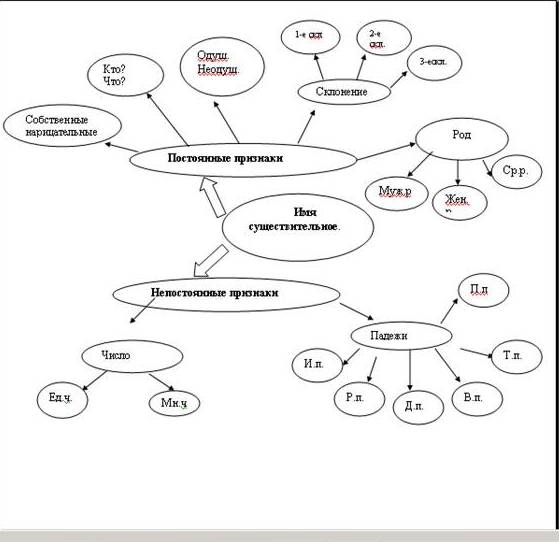 1-е скл
2-е
скл.
3-ескл.
Одуш.
Неодуш.
Кто?
Что?
Склонение
Собственные
нарицательные
Род
Постоянные признаки
Ср.р.
Муж.р
Жен.
Имя
существительное.
Непостоянные признаки
П.п
Падежи
Число
И.п.
Т.п.
Ед.ч.
Мн.ч
Р.п.
Д.п.
В.п.